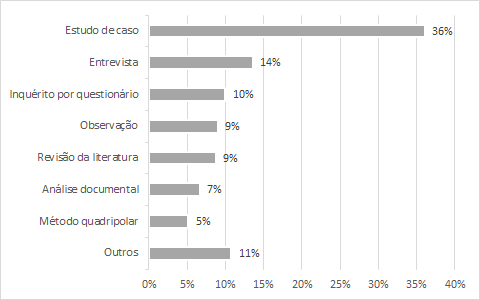 Estudo de caso 36%
Entrevista 14%
Inquérito por questionário 10%
Observação 9%
Revisão da literatura 9%
Análise documental 7%
Método quadripolar 5%
Outros 11%
0% 5% 10% 15% 20% 25% 30% 35% 40%